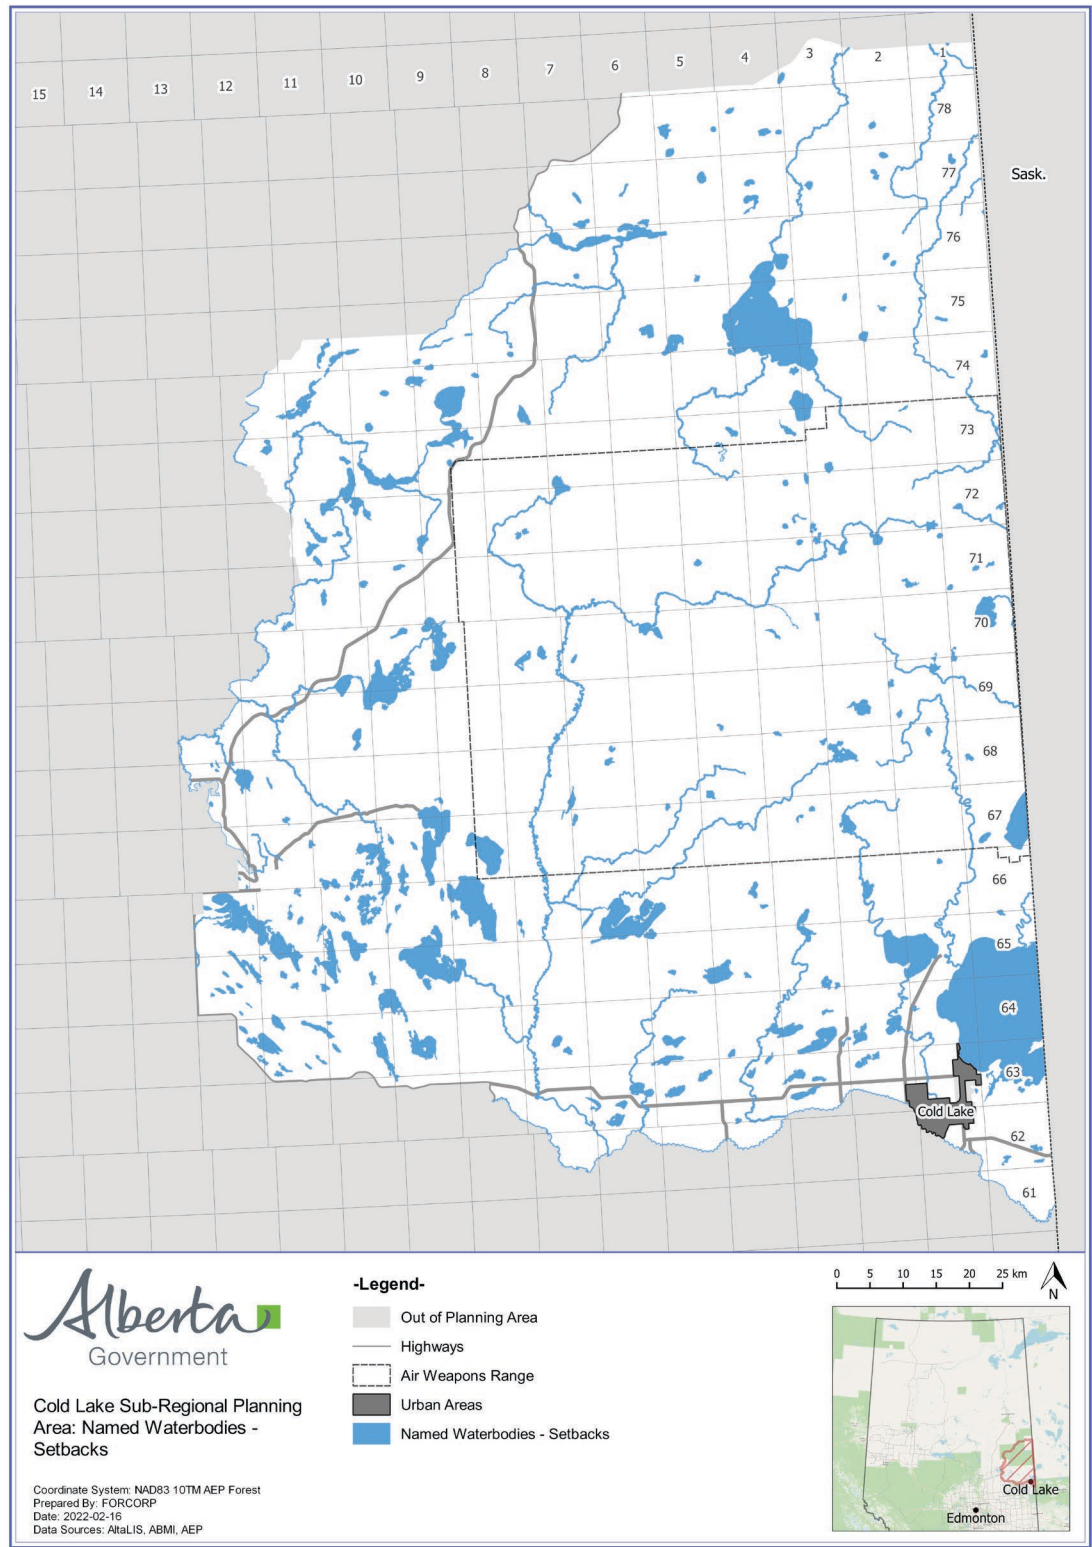 15 14 13 12 11 10 9 8 7 6 5 4 3 2 1
78
77
Sask.
76
75
74
73
72
71
70
69
68
67
66
65
64
63
Cold Lake
62
61
Alberta
Government
Cold Lake Sub-Regional Planning
Area: Named Waterbodies -
Setbacks
Coordinate System: NAD83 10TM AEP Forest
Prepared By: FORCORP
Date: 2022-02-16
Data Sources: AltaLIS, ABMI, AEP
-Legend-
Out of Planning Area
Highways
Air Weapons Range
Urban Areas
Named Waterbodies - Setbacks
0 5 10 15 20 25 km
N
Cold Lake
Edmonton